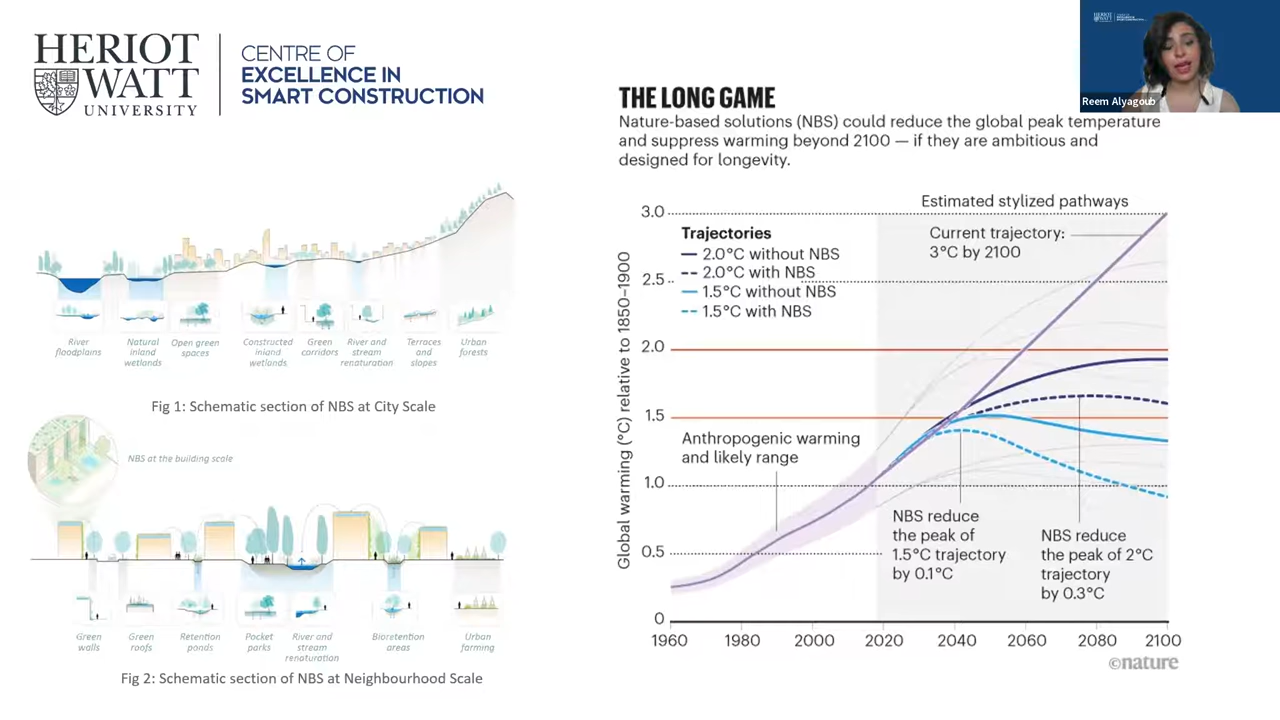 HERIOT
WATT
UNIVERSITY
CENTRE OF
EXCELLENCE IN
SMART CONSTRUCTION
Reem Alyagoub
THE LONG GAME
Nature-based solutions (NBS) could reduce the global peak temperature
and suppress warming beyond 2100 — if they are ambitious and
designed for longevity.
River
floodplains
Natural
inland
wetlands
Open green
spaces
Constructed
inland
wetlands
Green
corridors
River and
stream
renaturation
Terraces
and
slopes
Urban
forests
Fig 1: Schematic section of NBS at City Scale
NBS at the building scale
Green
walls
Green
roofs
Retention
ponds
Pocket
parks
River and
stream
renaturation
Bioretention
areas
Urban
farming
Fig 2: Schematic section of NBS at Neighbourhood Scale
Estimated stylized pathways
Trajectories
2.0°C without NBS
2.0°C with NBS
1.5°C without NBS
1.5°C with NBS
Current trajectory:
3°C by 2100
Anthropogenic warming
and likely range
NBS reduce
the peak of
1.5°C trajectory
by 0.1°C
NBS reduce
the peak of 2°C
trajectory
by 0.3°C
Global warming (°C) relative to 1850–1900
3.0
2.5
2.0
1.5
1.0
0.5
0
1960 1980 2000 2020 2040 2060 2080 2100
©nature